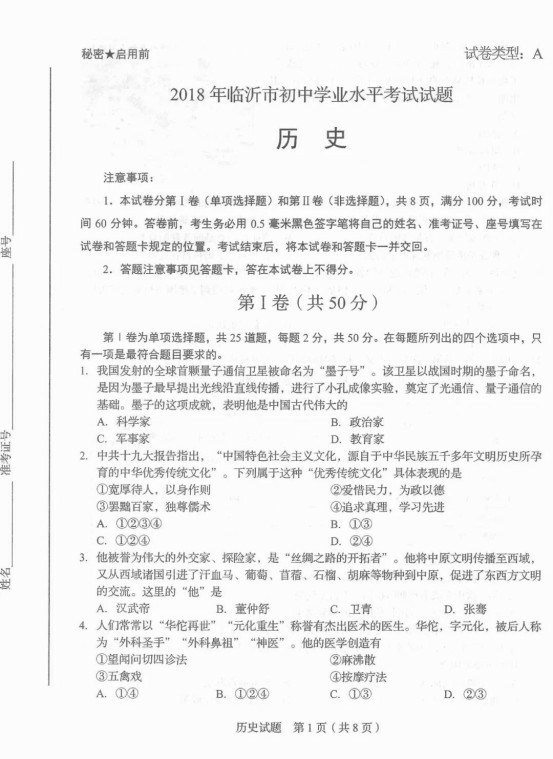 秘密★启用前
试卷类型：A
2018 年临沂市初中学业水平考试试题
历 史
注意事项：
1．本试卷分第Ⅰ卷（单项选择题）和第Ⅱ卷（非选择题），共 8 页，满分 100 分，考试时
间 60 分钟。答卷前，考生务必用 0.5 毫米黑色签字笔将自己的姓名、准考证号、座号填写在
试卷和答题卡规定的位置。考试结束后，将本试卷和答题卡一并交回。
2．答题注意事项见答题卡，答在本试卷上不得分。
第Ⅰ卷（共 50 分）
第Ⅰ卷为单项选择题，共 25 道题，每题 2 分，共 50 分。在每题所列出的四个选项中，只
有一项是最符合题目要求的。
1．我国发射的全球首颗量子通信卫星被命名为“墨子号”。该卫星以战国时期的墨子命名，
是因为墨子最早提出光线沿直线传播，进行了小孔成像实验，奠定了光通信、量子通信的
基础。墨子的这项成就，表明他是中国古代伟大的
A．科学家 B．政治家
C．军事家 D．教育家
2．中共十九大报告指出，“中国特色社会主义文化，源自于中华民族五千多年文明历史所孕
育的中华优秀传统文化”。下列属于这种“优秀传统文化”具体表现的是
①宽厚待人，以身作则 ②爱惜民力，为政以德
③罢黜百家，独尊儒术 ④追求真理，学习先进
A．①②③④ B．①③
C．①②④ D．②④
3．他被誉为伟大的外交家、探险家，是“丝绸之路的开拓者”。他将中原文明传播至西域，
又从西域诸国引进了汗血马、葡萄、苜蓿、石榴、胡麻等物种到中原，促进了东西方文明
的交流。这里的“他”是
A．汉武帝 B．董仲舒 C．卫青 D．张骞
4．人们常常以“华佗再世”“元化重生”称誉有杰出医术的医生。华佗，字元化，被后人称
为“外科圣手”“外科鼻祖”“神医”。他的医学创造有
①望闻问切四诊法 ②麻沸散
③五禽戏 ④按摩疗法
A．①④ B．①②④ C．①③ D．②③
历史试题 第 1 页（共 8 页）
座号
准考证号
姓名